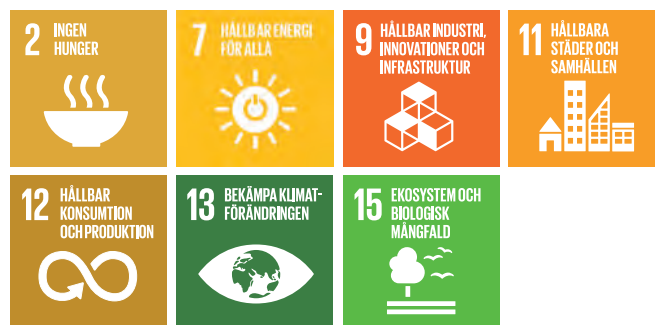 2 INGEN
HUNGER
7 HÅLLBAR ENERGI
FÖR ALLA
9 HÅLLBAR INDUSTRI,
INNOVATIONER OCH
INFRASTRUKTUR
11 HÅLLBARA
STÄDER OCH
SAMHÄLLEN
12 HÅLLBAR
KONSUMTION
OCH PRODUKTION
13 BEKÄMPA KLIMAT-
FÖRÄNDRINGEN
15 EKOSYSTEM OCH
BIOLOGISK
MÅNGFALD